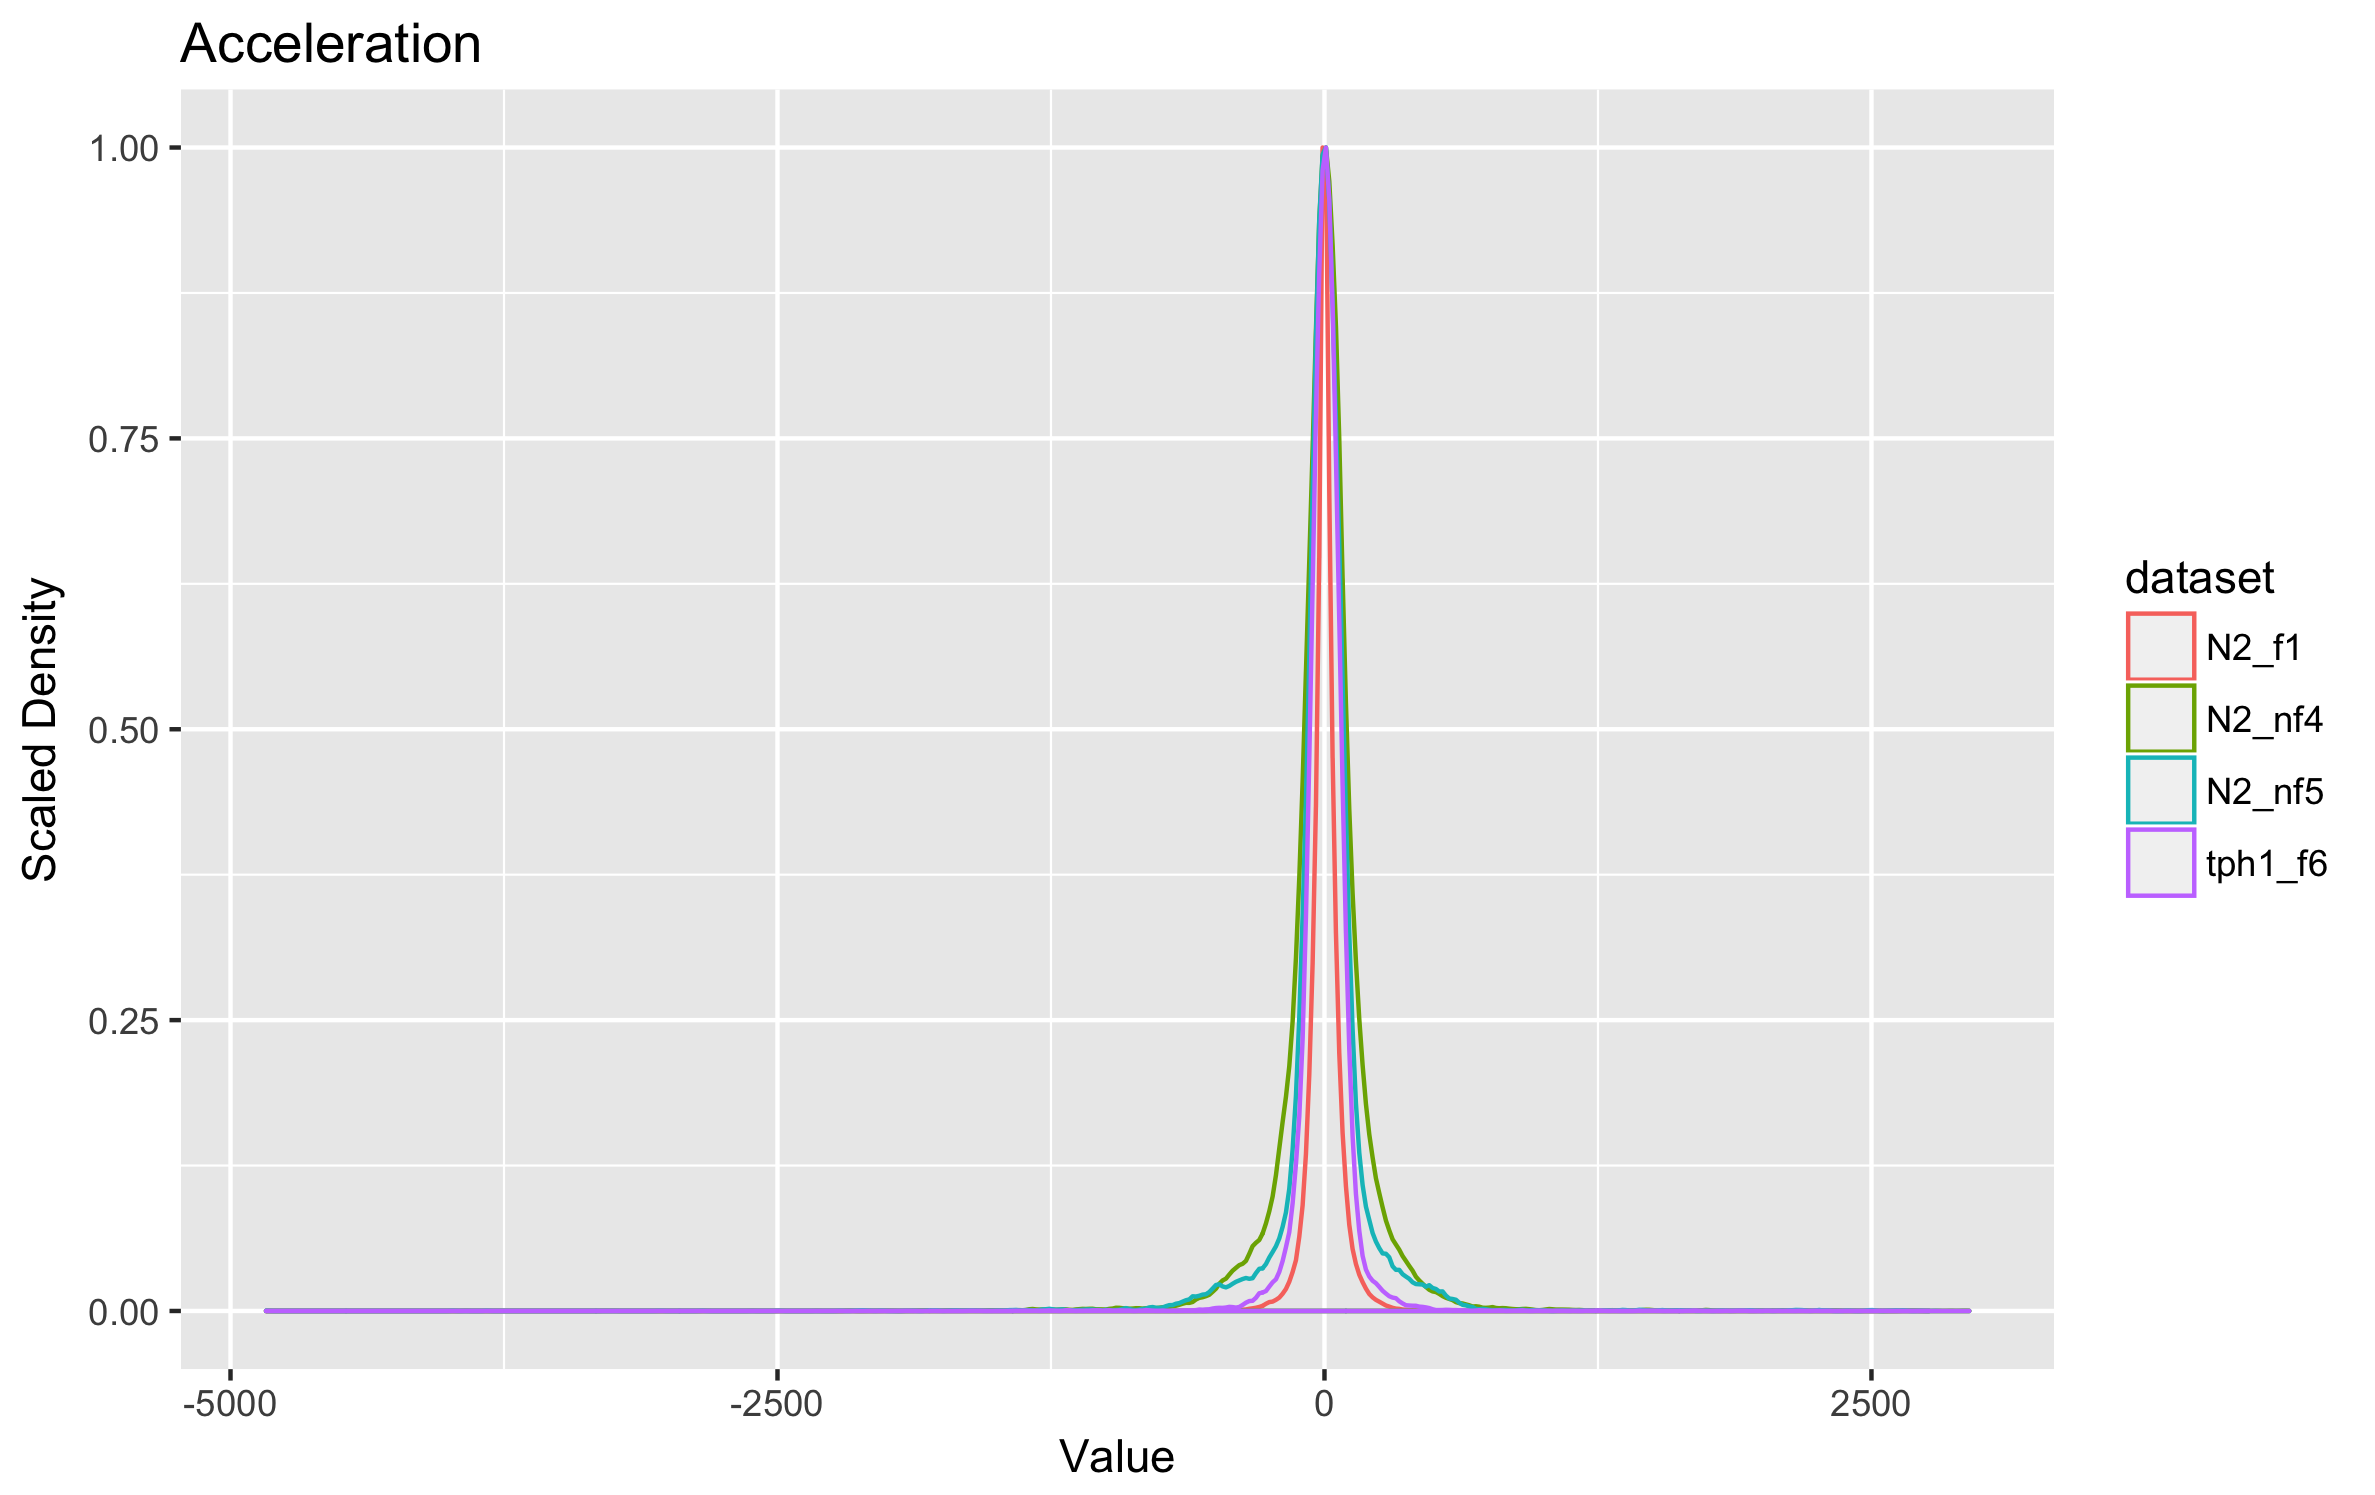 Acceleration
1.00
0.75
0.50
0.25
0.00
Scaled Density
-5000
-2500
0
2500
Value
dataset
N2_f1
N2_nf4
N2_nf5
tph1_f6